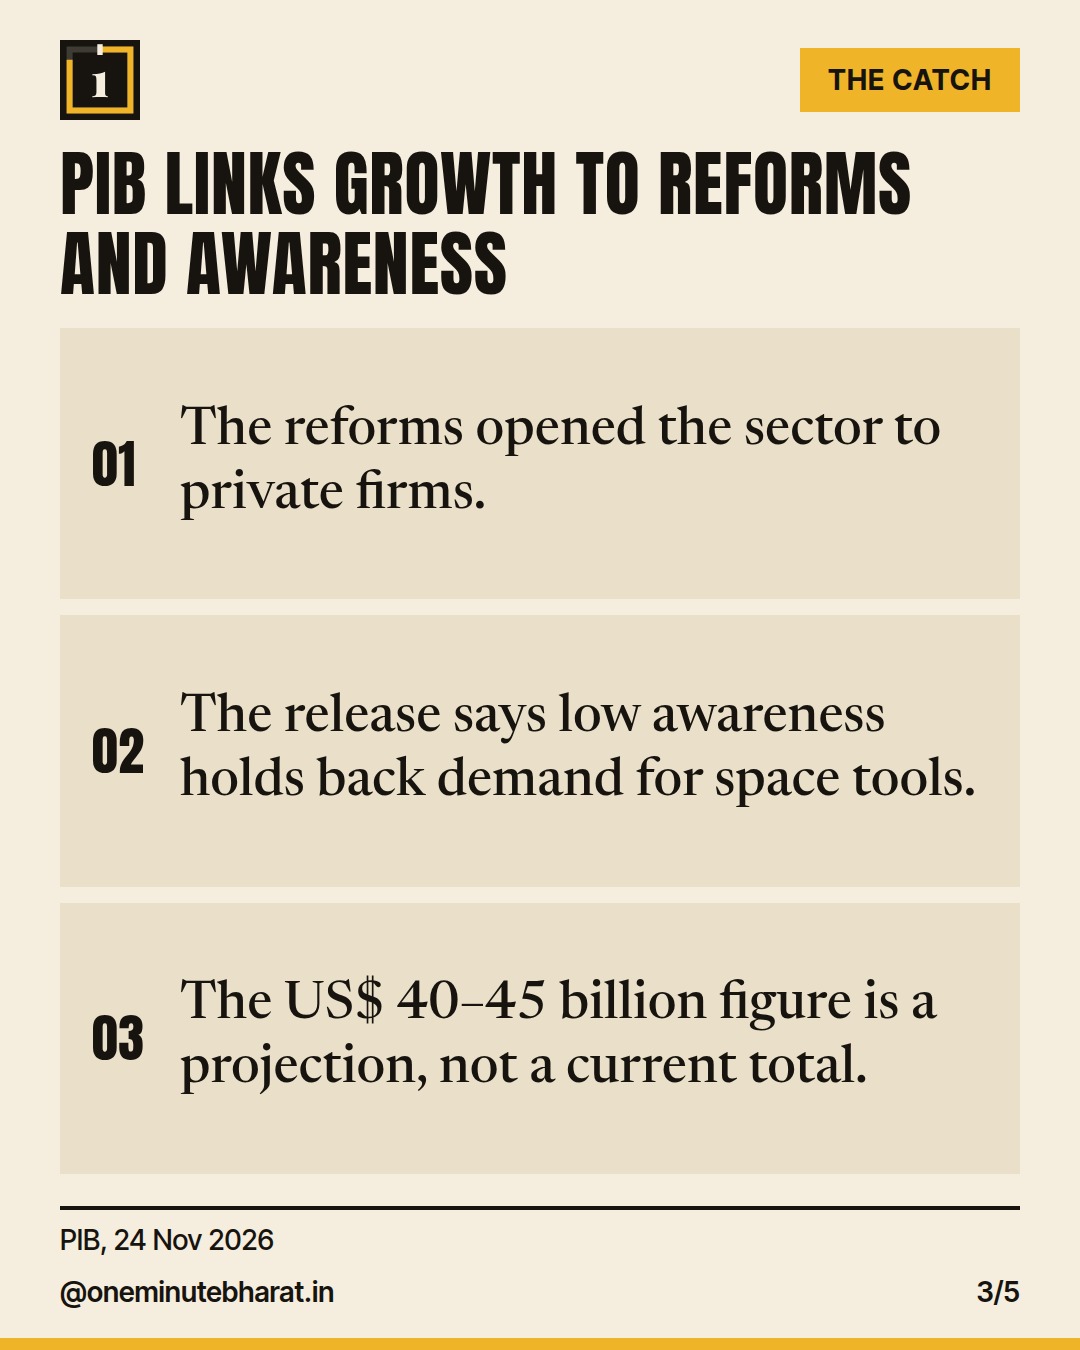 ı
THE CATCH
PIB LINKS GROWTH TO REFORMS
AND AWARENESS
01
The reforms opened the sector to
private firms.
02
The release says low awareness
holds back demand for space tools.
03
The US$ 40–45 billion figure is a
projection, not a current total.
PIB, 24 Nov 2026
@oneminutebharat.in
3/5